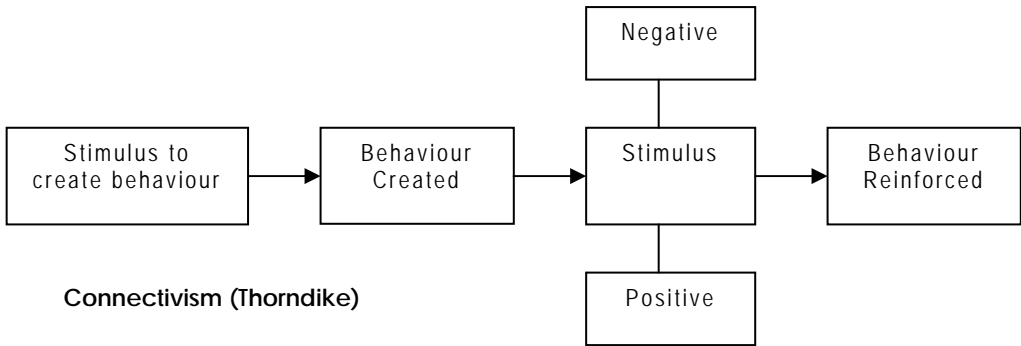 Negative
Stimulus to
create behaviour
Behaviour
Created
Stimulus
Behaviour
Reinforced
Positive
Connectivism (Thorndike)